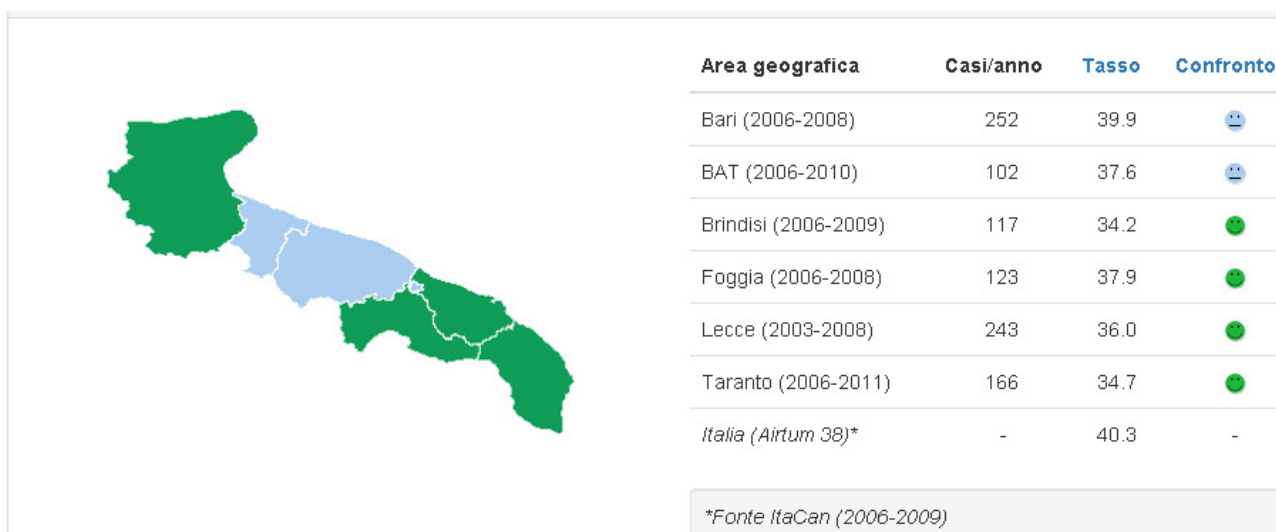 Area geografica Casi/anno Tasso Confronto
Bari (2006-2008) 252 39.9
BAT (2006-2010) 102 37.6
Brindisi (2006-2009) 117 34.2
Foggia (2006-2008) 123 37.9
Lecce (2003-2008) 243 36.0
Taranto (2006-2011) 166 34.7
Italia (Airtum 38)* - 40.3 -
*Fonte ItaCan (2006-2009)